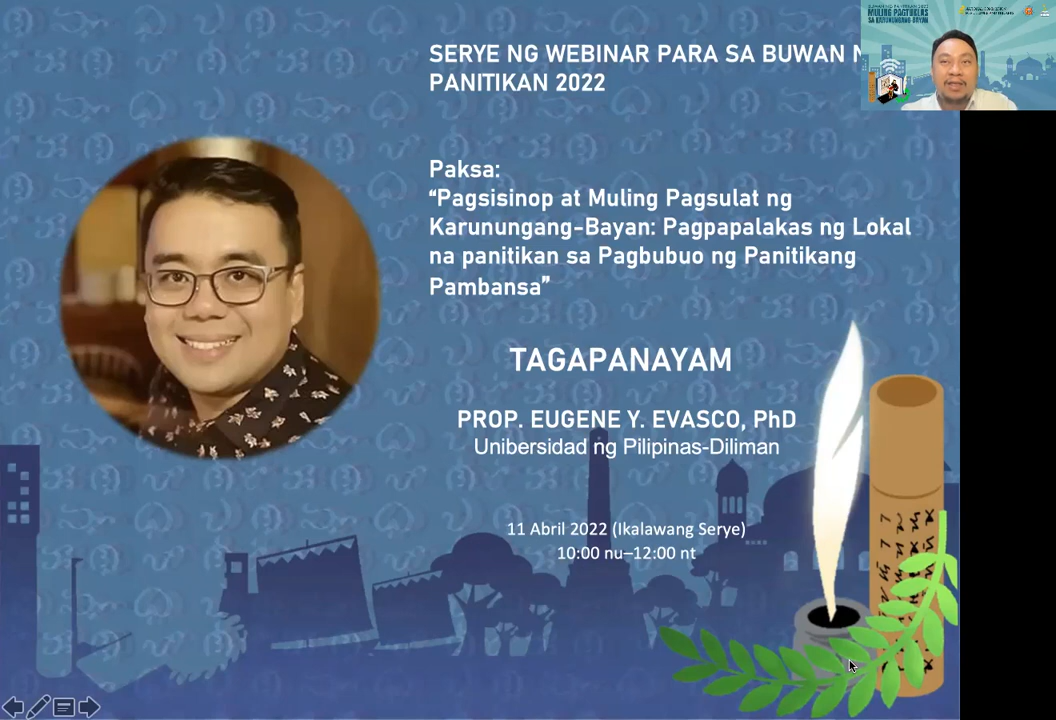 SERYE NG WEBINAR PARA SA BUWAN N
PANITIKAN 2022
Paksa:
“Pagsisinop at Muling Pagsulat ng
Karunungang-Bayan: Pagpapalakas ng Lokal
na panitikan sa Pagbubuo ng Panitikang
Pambansa”
TAGAPANAYAM
PROP. EUGENE Y. EVASCO, PhD
Unibersidad ng Pilipinas-Diliman
11 Abril 2022 (Ikalawang Serye)
10:00 nu–12:00 nt
MULING PAGTUKLAS
SA KARUNUNGANG-BAYAN